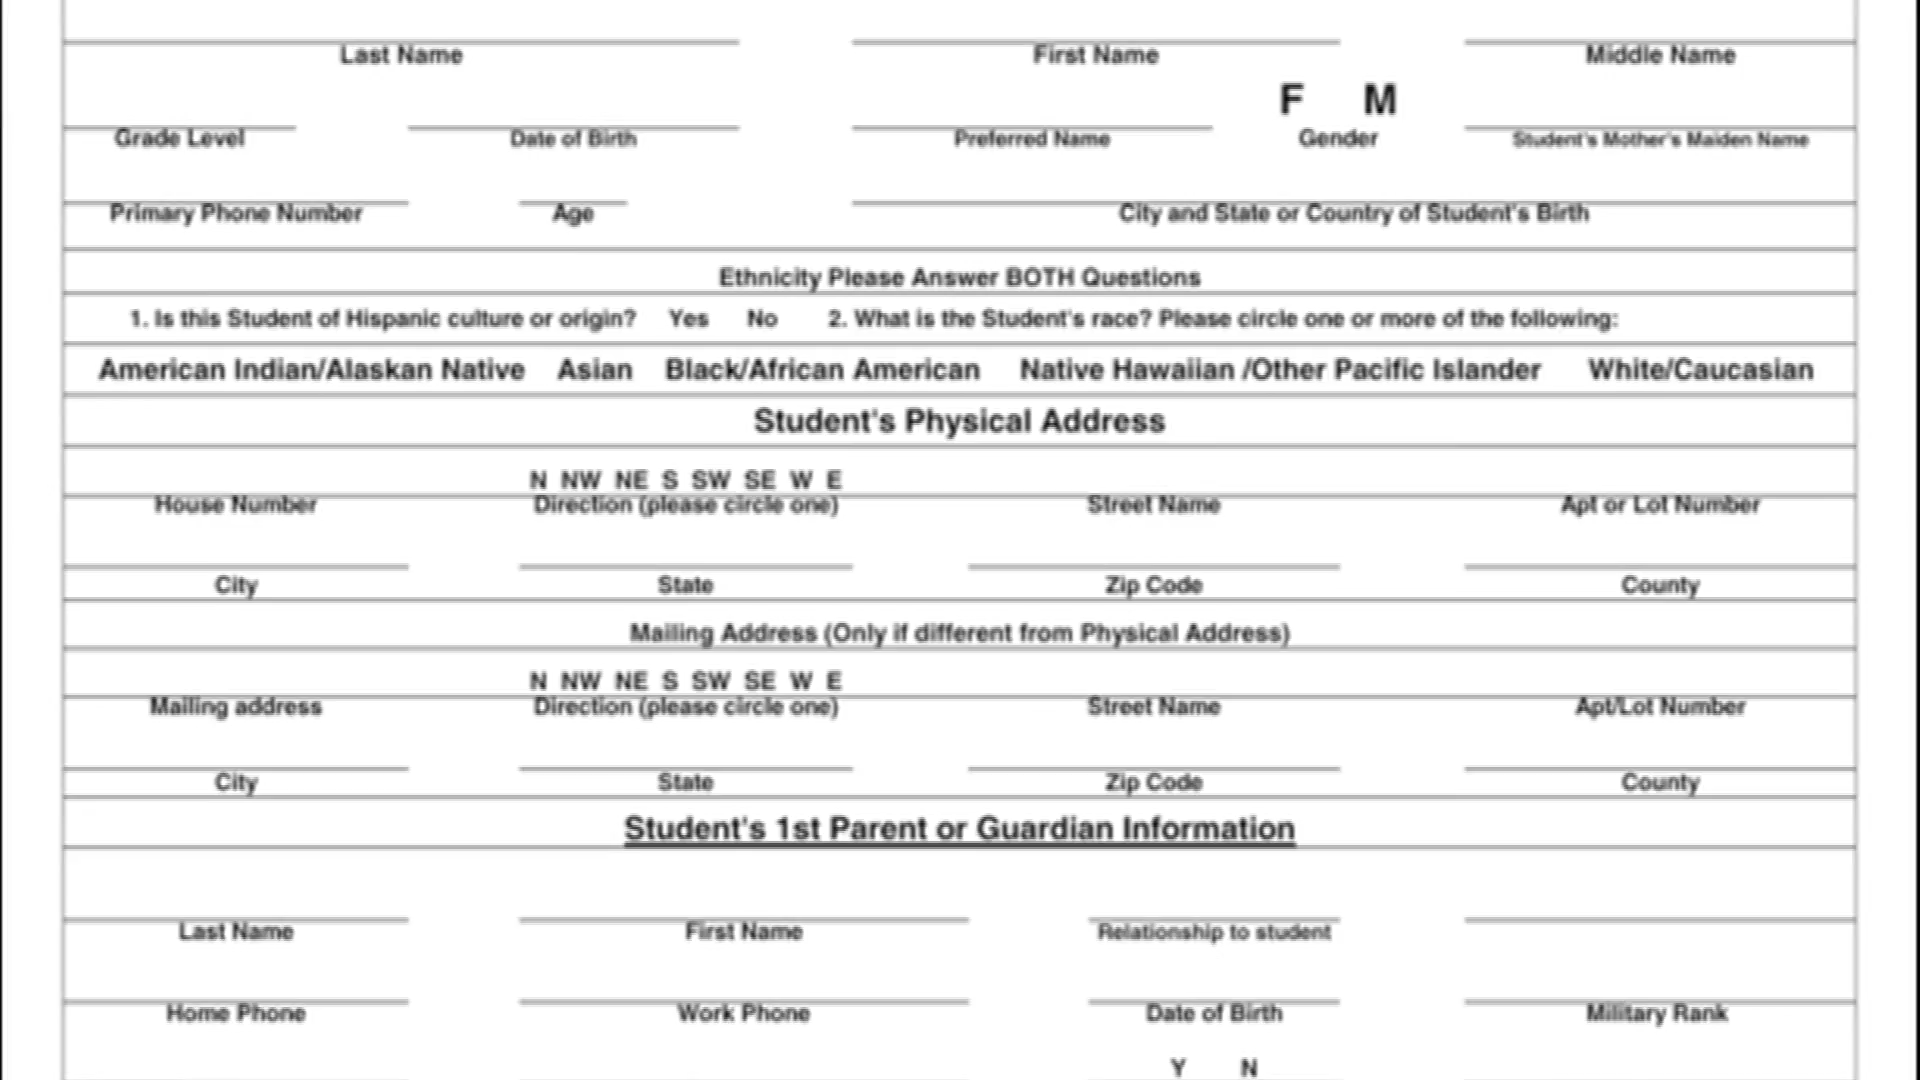 Last Name First Name Middle Name
F M
Grade Level Date of Birth Preferred Name Gender Student's Mother's Maiden Name
Primary Phone Number Age City and State or Country of Student's Birth
Ethnicity Please Answer BOTH Questions
1. Is this Student of Hispanic culture or origin? Yes No 2. What is the Student's race? Please circle one or more of the following:
American Indian/Alaskan Native Asian Black/African American Native Hawaiian /Other Pacific Islander White/Caucasian
Student's Physical Address
N NW NE S SW SE W E
House Number Direction (please circle one) Street Name Apt or Lot Number
City State Zip Code County
Mailing Address (Only if different from Physical Address)
N NW NE S SW SE W E
Mailing address Direction (please circle one) Street Name Apt/Lot Number
City State Zip Code County
Student's 1st Parent or Guardian Information
Last Name First Name Relationship to student
Home Phone Work Phone Date of Birth Military Rank
Y N